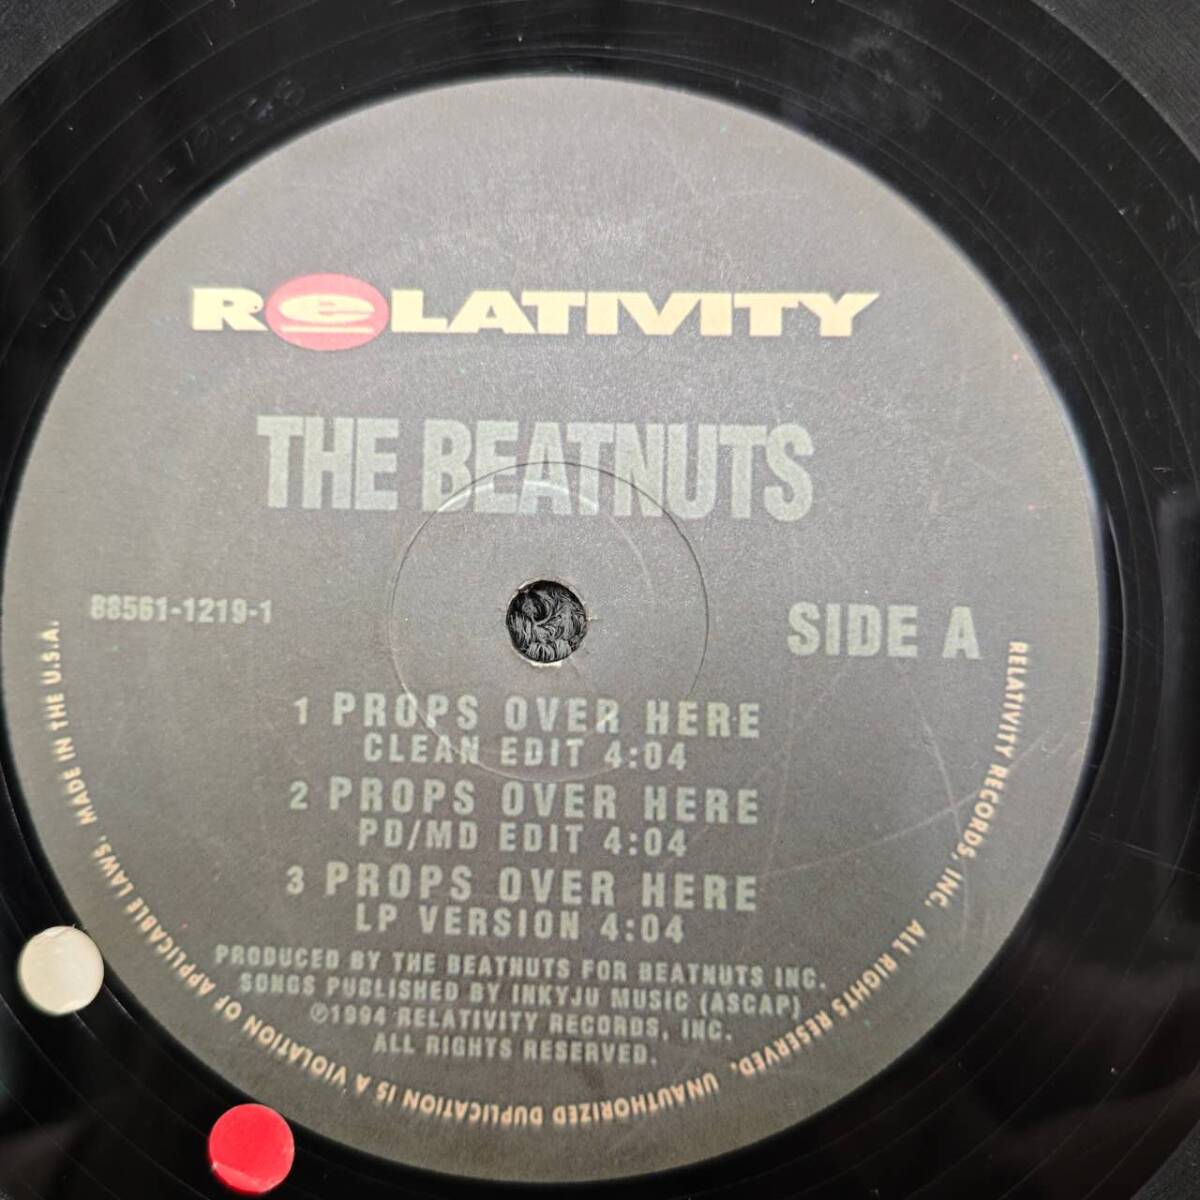 RELATIVITY
THE BEATNUTS
88561-1219-1
SIDE A
1 PROPS OVER HERE
CLEAN EDIT 4:04
2 PROPS OVER HERE
PD/MD EDIT 4:04
3 PROPS OVER HERE
LP VERSION 4:04
PRODUCED BY THE BEATNUTS FOR BEATNUTS INC.
SONGS PUBLISHED BY INKYJU MUSIC (ASCAP)
℗1994 RELATIVITY RECORDS, INC.
ALL RIGHTS RESERVED.
RELATIVITY RECORDS, INC. ALL RIGHTS RESERVED. UNAUTHORIZED DUPLICATION IS A VIOLATION OF APPLICABLE LAWS. MADE IN THE U.S.A.